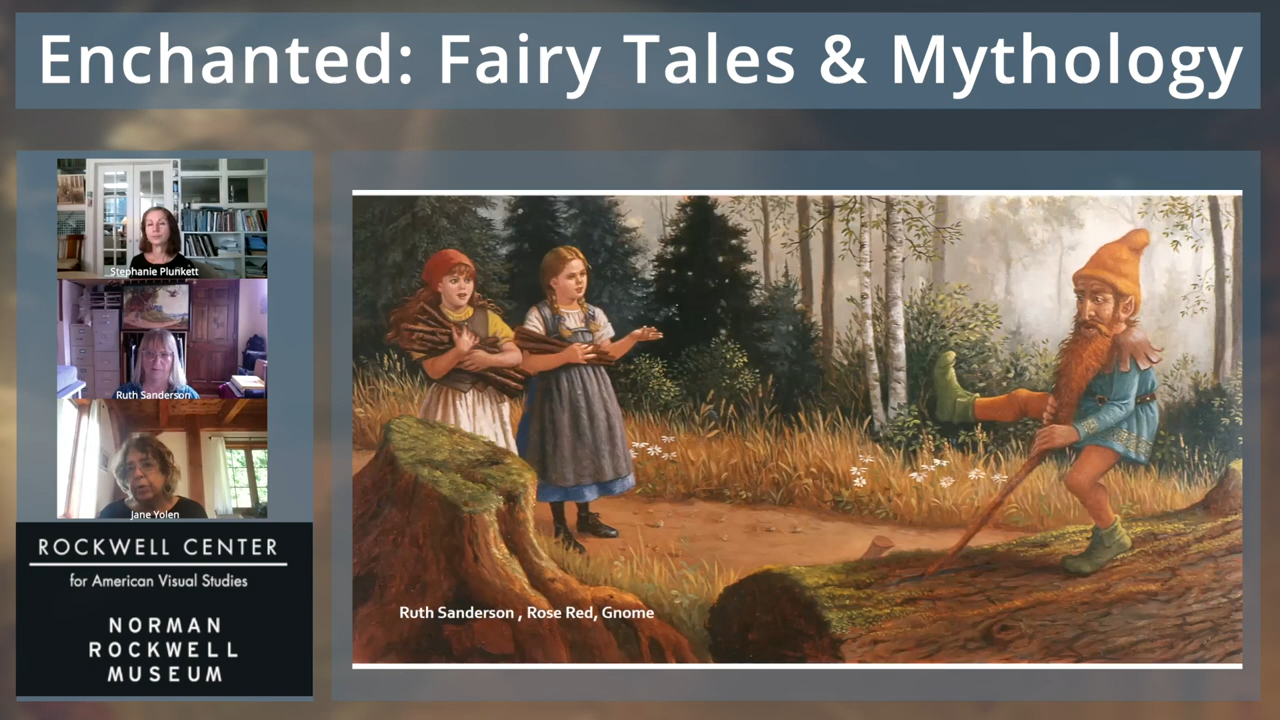 Enchanted: Fairy Tales & Mythology
Stephanie Plunkett
Ruth Sanderson
Jane Yolen
ROCKWELL CENTER
for American Visual Studies
NORMAN
ROCKWELL
MUSEUM
Ruth Sanderson , Rose Red, Gnome